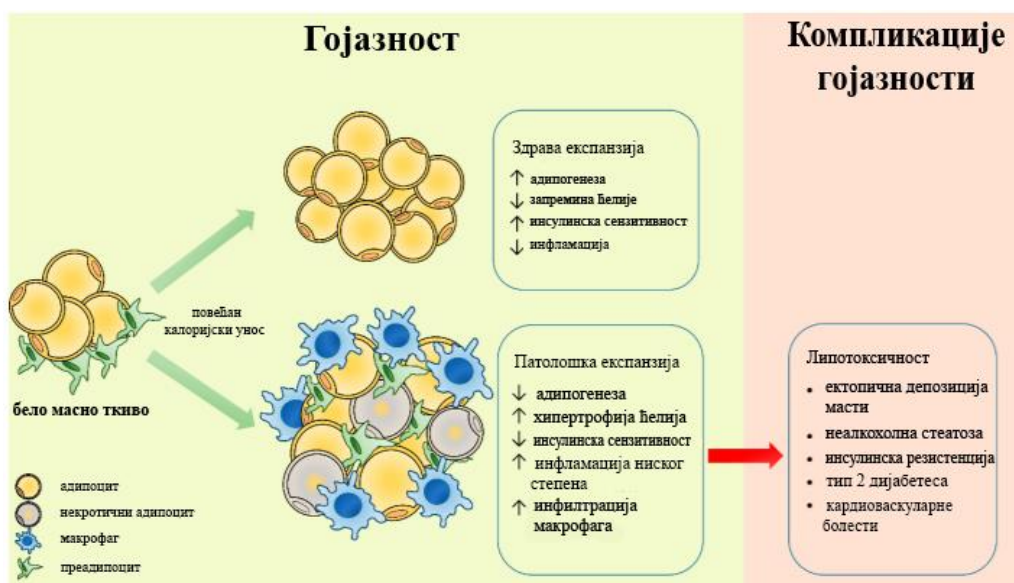 Гојазност
Компликације
гојазности
Здрава експанзија
↑ адипогенеза
↓ запремина ћелије
↑ инсулинска сензитивност
↓ инфламација
повећан
калоријски унос
бело масно ткиво
Патолошка експанзија
↓ адипогенеза
↑ хипертрофија ћелија
↓ инсулинска сензитивност
↑ инфламација ниског
степена
↑ инфилтрација
макрофага
Липотоксичност
• ектопична депозиција
масти
• неалкохолна стеатоза
• инсулинска резистенција
• тип 2 дијабетеса
• кардиоваскуларне
болести
адипоцит
некротични адипоцит
макрофаг
преадипоцит